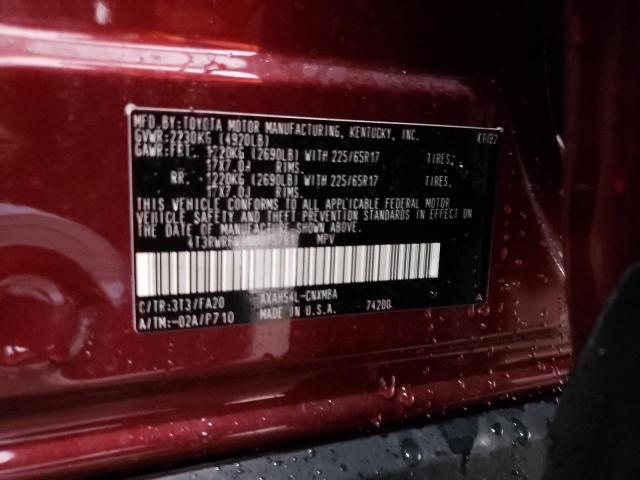 MFD.BY:TOYOTA MOTOR MANUFACTURING, KENTUCKY, INC.
GVWR:2230KG (4920LB)
GAWR:FRT. 1220KG (2690LB) WITH 225/65R17 TIRES,
17X7.0J RIMS.
RR. 1220KG (2690LB) WITH 225/65R17 TIRES,
17X7.0J RIMS.
THIS VEHICLE CONFORMS TO ALL APPLICABLE FEDERAL MOTOR
VEHICLE SAFETY AND THEFT PREVENTION STANDARDS IN EFFECT ON
THE DATE OF MANUFACTURE SHOWN ABOVE.
MPV
C/TR:3T3/FA20 AXAH54L-CNXMBA A
A/TM:-02A/P710 MADE IN U.S.A. 74200